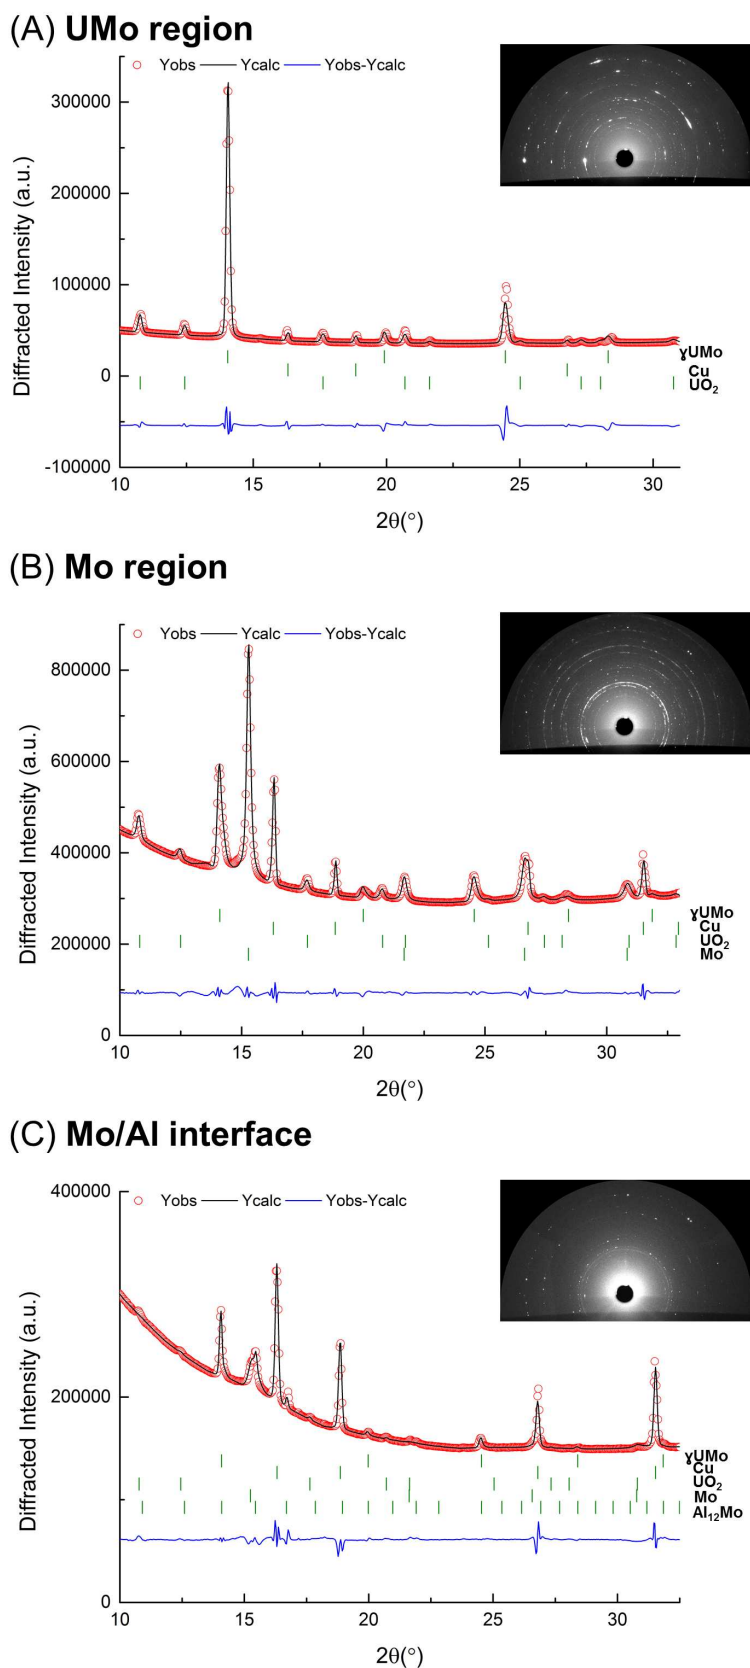 (A) UMo region
Yobs Ycalc Yobs-Ycalc
300000
200000
100000
0
-100000
Diffracted Intensity (a.u.)
ɣUMo
Cu
UO₂
10 15 20 25 30
2θ(°)
(B) Mo region
Yobs Ycalc Yobs-Ycalc
800000
600000
400000
200000
0
Diffracted Intensity (a.u.)
ɣUMo
Cu
UO₂
Mo
10 15 20 25 30
2θ(°)
(C) Mo/Al interface
400000
Yobs Ycalc Yobs-Ycalc
200000
0
Diffracted Intensity (a.u.)
ɣUMo
Cu
UO₂
Mo
Al₁₂Mo
10 15 20 25 30
2θ(°)